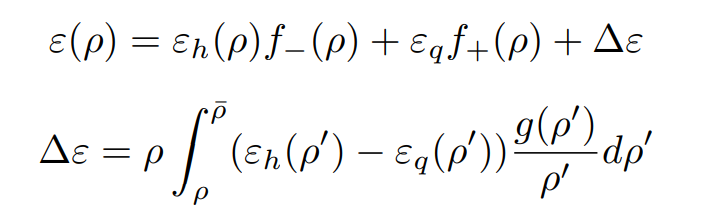 ε(ρ) = ε_h(ρ)f_−(ρ) + ε_q f_+(ρ) + Δε
Δε = ρ ∫_ρ^ρ̄ (ε_h(ρ′) − ε_q(ρ′)) g(ρ′)/ρ′ dρ′